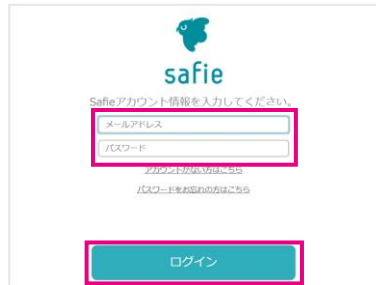 safie
Safieアカウント情報を入力してください。
メールアドレス
パスワード
アカウントがない方はこちら
パスワードをお忘れの方はこちら
ログイン